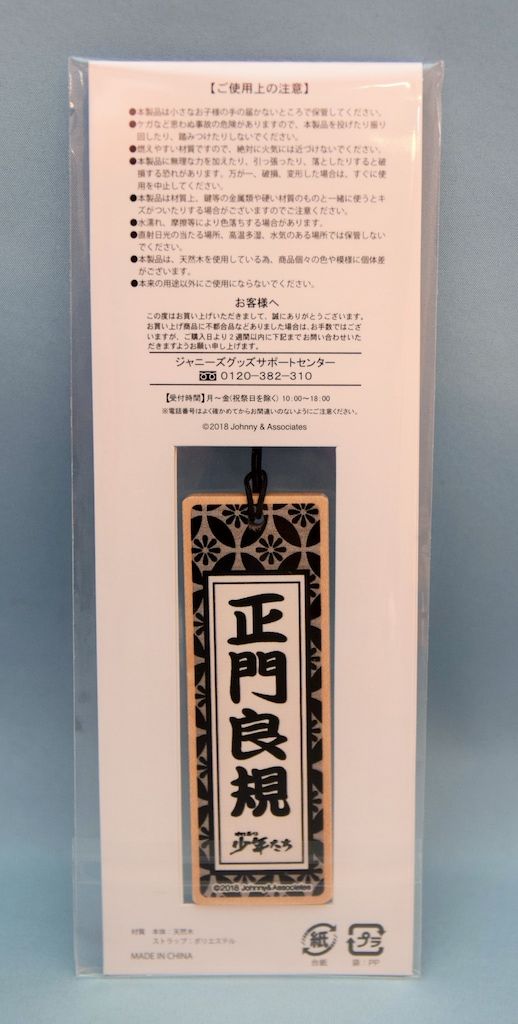 【ご使用上の注意】
●本製品は小さなお子様の手の届かないところで保管してください。
●ケガなど思わぬ事故の危険がありますので、本製品を投げたり振り
回したり、踏みつけたりしないでください。
●燃えやすい材質ですので、絶対に火気には近づけないでください。
●本製品に無理な力を加えたり、引っ張ったり、落としたりすると破
損する恐れがあります。万が一、破損、変形した場合は、すぐに使
用を中止してください。
●本製品は材質上、鍵等の金属類や硬い材質のものと一緒に使うとキ
ズがついたりする場合がございますのでご注意ください。
●水濡れ、摩擦等により色落ちする場合があります。
●直射日光の当たる場所、高温多湿、水気のある場所では保管しない
でください。
●本製品は、天然木を使用している為、商品個々の色や模様に個体差
がございます。
●本来の用途以外にご使用にならないでください。
お客様へ
この度はお買い上げいただきまして、誠にありがとうございます。
お買い上げ商品に不都合品などありました場合は、お手数ではござ
いますが、ご購入日より2週間以内に下記までお問い合わせいた
だきますようお願い申し上げます。
ジャニーズグッズサポートセンター
0120-382-310
【受付時間】月〜金(祝祭日を除く) 10:00〜18:00
※電話番号はよく確かめてからお間違いのないようにご注意ください。
©2018 Johnny & Associates
正門良規
少年たち
©2018 Johnny&Associates
材質 本体:天然木
ストラップ:ポリエステル
MADE IN CHINA
紙
台紙
プラ
袋:PP